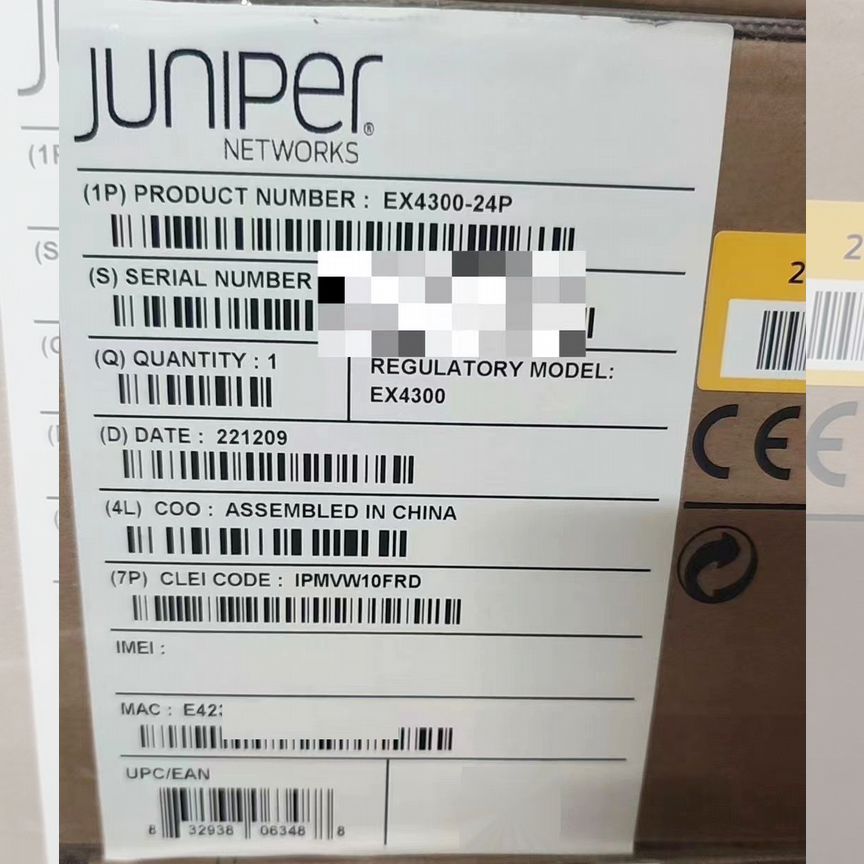 JUNIPER®
NETWORKS
(1P) PRODUCT NUMBER : EX4300-24P
(S) SERIAL NUMBER
(Q) QUANTITY : 1
REGULATORY MODEL:
EX4300
(D) DATE : 221209
(4L) COO : ASSEMBLED IN CHINA
(7P) CLEI CODE : IPMVW10FRD
IMEI :
MAC : E42
UPC/EAN
8 32938 06348 8
2
CE